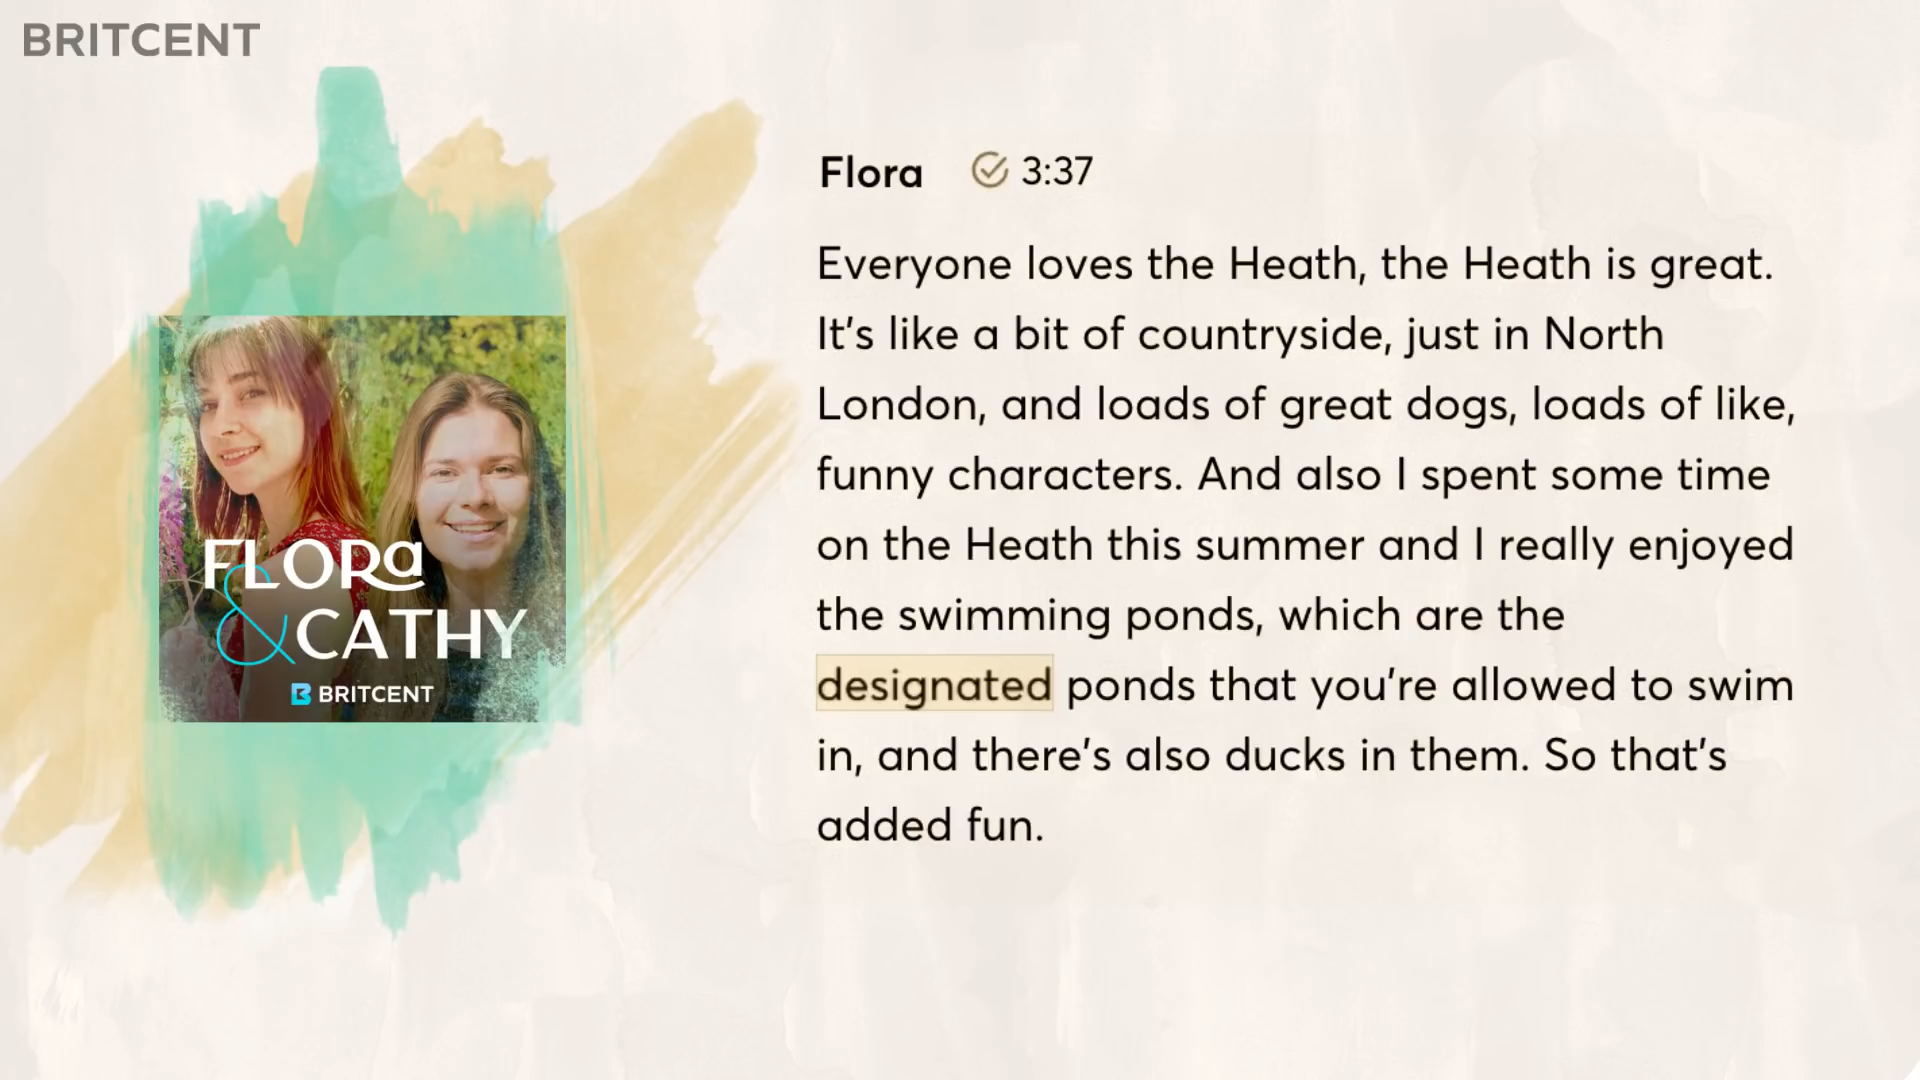 BRITCENT
FLORa
& CATHY
BRITCENT
Flora 3:37
Everyone loves the Heath, the Heath is great.
It's like a bit of countryside, just in North
London, and loads of great dogs, loads of like,
funny characters. And also I spent some time
on the Heath this summer and I really enjoyed
the swimming ponds, which are the
designated ponds that you're allowed to swim
in, and there's also ducks in them. So that's
added fun.